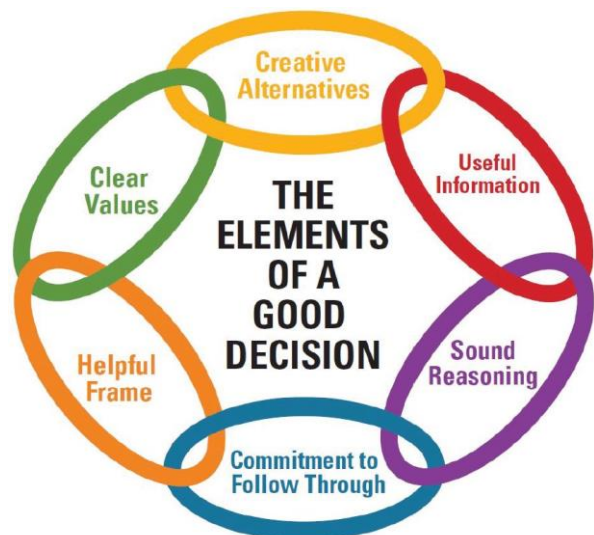 Creative
Alternatives
Useful
Information
Sound
Reasoning
Commitment to
Follow Through
Helpful
Frame
Clear
Values
THE
ELEMENTS
OF A
GOOD
DECISION